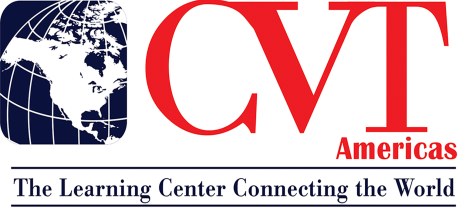 CVT
Americas
The Learning Center Connecting the World